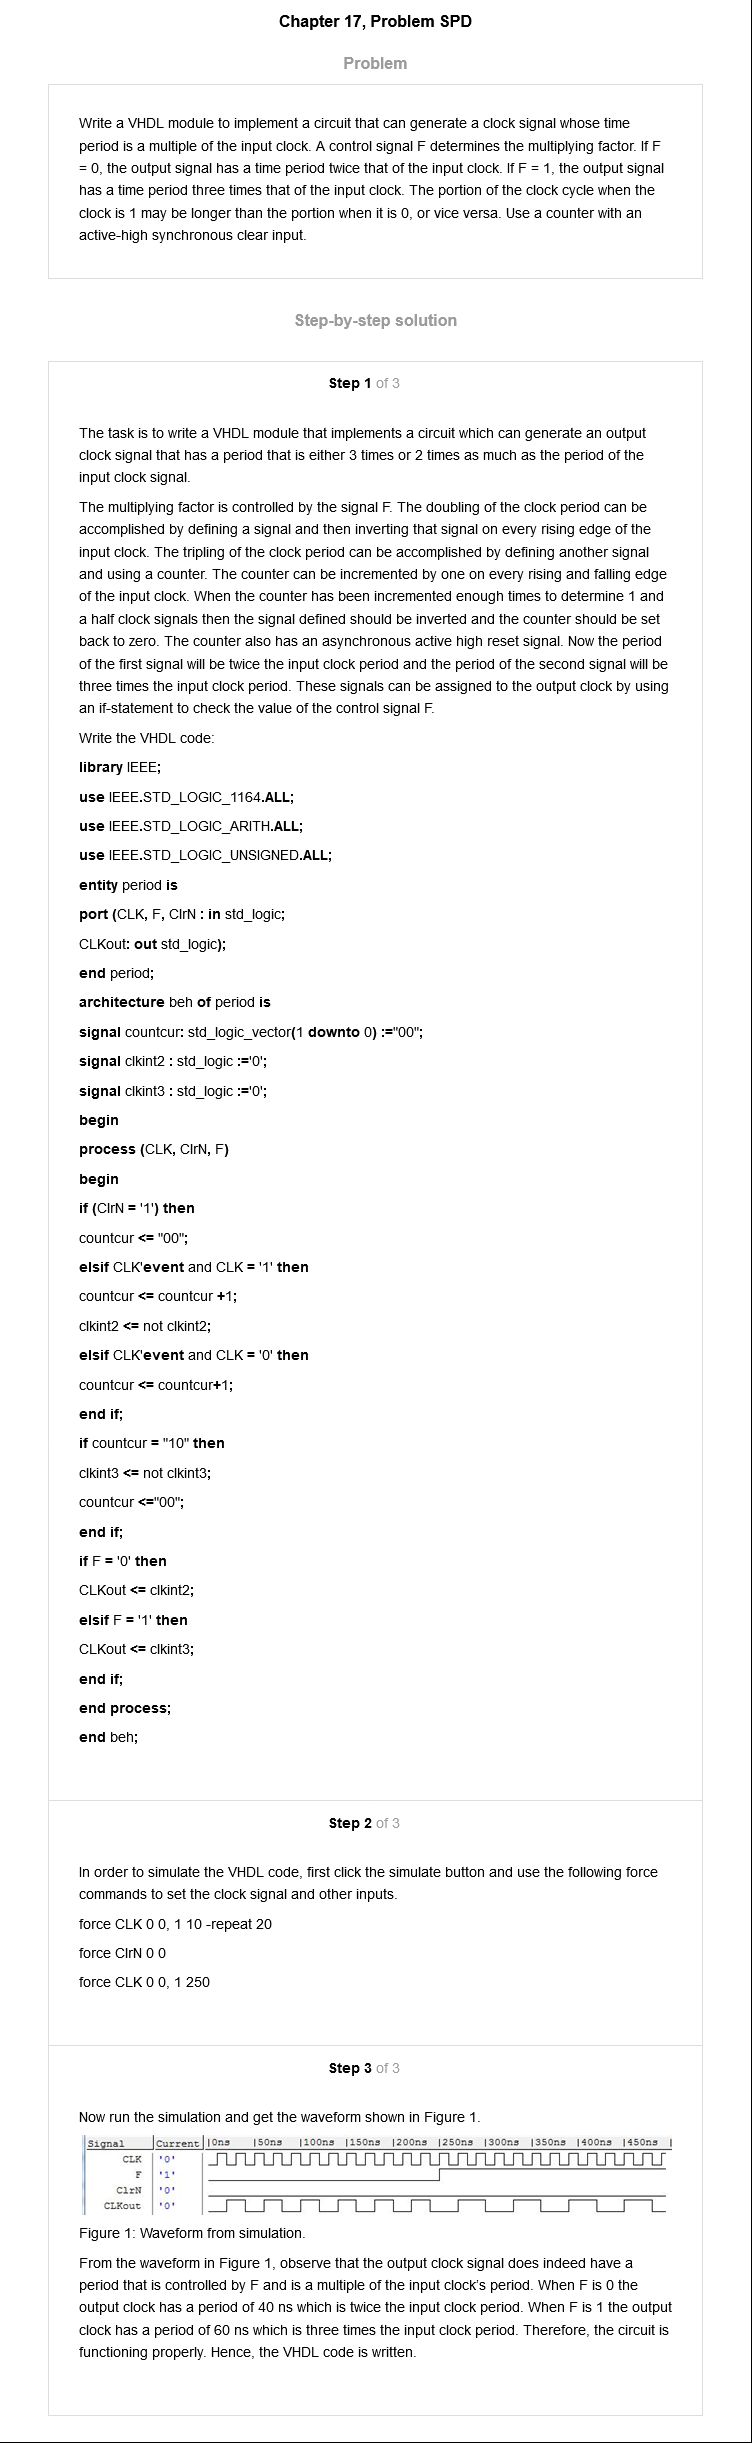 Chapter 17, Problem SPD
Problem
Write a VHDL module to implement a circuit that can generate a clock signal whose time
period is a multiple of the input clock. A control signal F determines the multiplying factor. If F
= 0, the output signal has a time period twice that of the input clock. If F = 1, the output signal
has a time period three times that of the input clock. The portion of the clock cycle when the
clock is 1 may be longer than the portion when it is 0, or vice versa. Use a counter with an
active-high synchronous clear input.
Step-by-step solution
Step 1 of 3
The task is to write a VHDL module that implements a circuit which can generate an output
clock signal that has a period that is either 3 times or 2 times as much as the period of the
input clock signal.
The multiplying factor is controlled by the signal F. The doubling of the clock period can be
accomplished by defining a signal and then inverting that signal on every rising edge of the
input clock. The tripling of the clock period can be accomplished by defining another signal
and using a counter. The counter can be incremented by one on every rising and falling edge
of the input clock. When the counter has been incremented enough times to determine 1 and
a half clock signals then the signal defined should be inverted and the counter should be set
back to zero. The counter also has an asynchronous active high reset signal. Now the period
of the first signal will be twice the input clock period and the period of the second signal will be
three times the input clock period. These signals can be assigned to the output clock by using
an if-statement to check the value of the control signal F.
Write the VHDL code:
library IEEE;
use IEEE.STD_LOGIC_1164.ALL;
use IEEE.STD_LOGIC_ARITH.ALL;
use IEEE.STD_LOGIC_UNSIGNED.ALL;
entity period is
port (CLK, F, ClrN : in std_logic;
CLKout: out std_logic);
end period;
architecture beh of period is
signal countcur: std_logic_vector(1 downto 0) :="00";
signal clkint2 : std_logic :='0';
signal clkint3 : std_logic :='0';
begin
process (CLK, ClrN, F)
begin
if (ClrN = '1') then
countcur <= "00";
elsif CLK'event and CLK = '1' then
countcur <= countcur +1;
clkint2 <= not clkint2;
elsif CLK'event and CLK = '0' then
countcur <= countcur+1;
end if;
if countcur = "10" then
clkint3 <= not clkint3;
countcur <="00";
end if;
if F = '0' then
CLKout <= clkint2;
elsif F = '1' then
CLKout <= clkint3;
end if;
end process;
end beh;
Step 2 of 3
In order to simulate the VHDL code, first click the simulate button and use the following force
commands to set the clock signal and other inputs.
force CLK 0 0, 1 10 -repeat 20
force ClrN 0 0
force CLK 0 0, 1 250
Step 3 of 3
Now run the simulation and get the waveform shown in Figure 1.
Signal Current |0ns |50ns |100ns |150ns |200ns |250ns |300ns |350ns |400ns |450ns |
CLK '0'
F '1'
ClrN '0'
CLKout '0'
Figure 1: Waveform from simulation.
From the waveform in Figure 1, observe that the output clock signal does indeed have a
period that is controlled by F and is a multiple of the input clock's period. When F is 0 the
output clock has a period of 40 ns which is twice the input clock period. When F is 1 the output
clock has a period of 60 ns which is three times the input clock period. Therefore, the circuit is
functioning properly. Hence, the VHDL code is written.